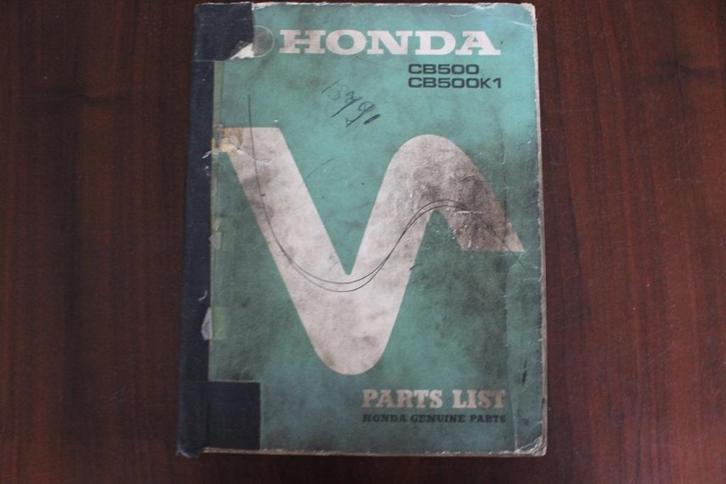 HONDA
CB500
CB500K1
PARTS LIST
HONDA GENUINE PARTS